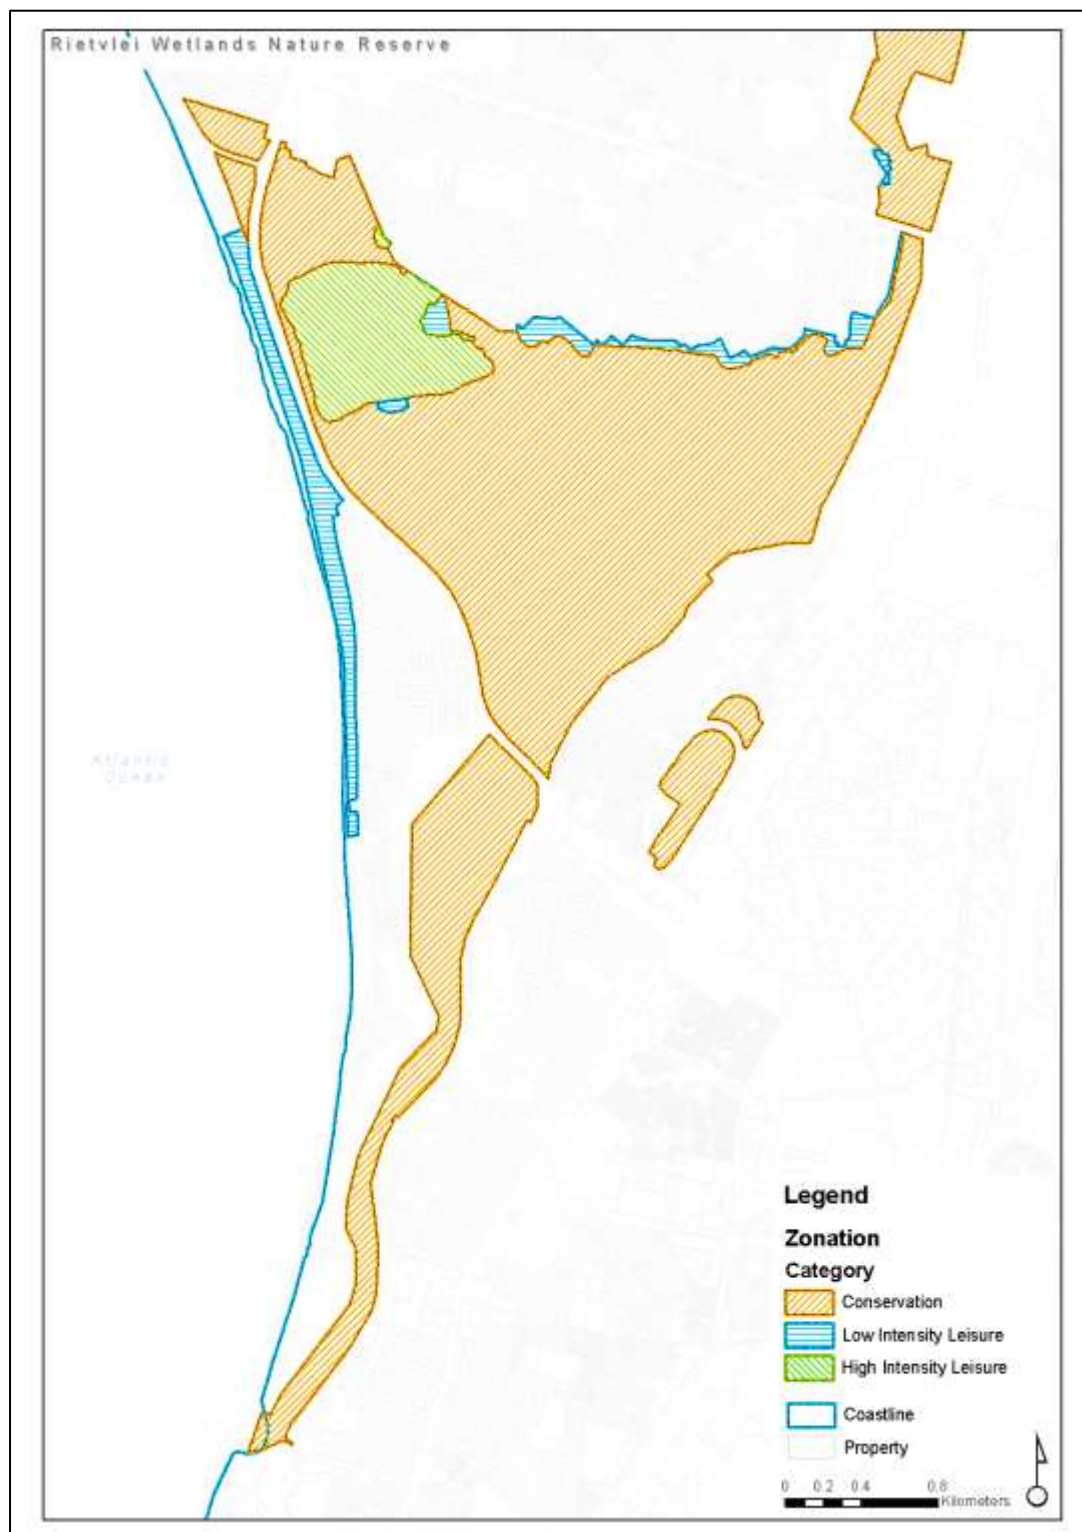 Rietvlei Wetlands Nature Reserve
Atlantic
Ocean
Legend
Zonation
Category
Conservation
Low Intensity Leisure
High Intensity Leisure
Coastline
Property
0 0.2 0.4 0.8
Kilometers